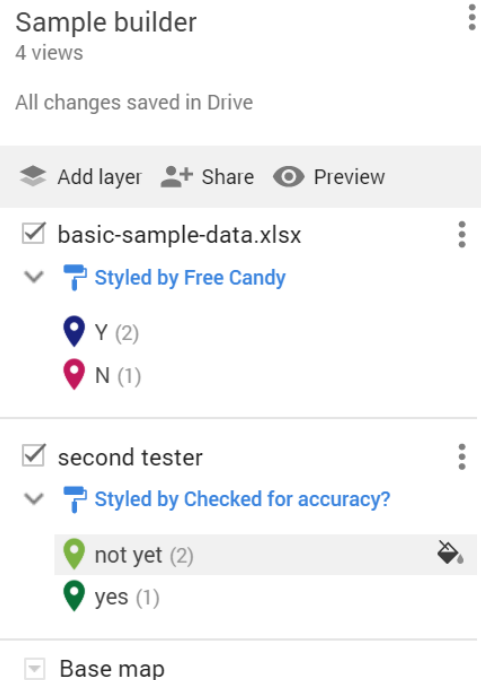 Sample builder
4 views
All changes saved in Drive
Add layer Share Preview
basic-sample-data.xlsx
Styled by Free Candy
Y (2)
N (1)
second tester
Styled by Checked for accuracy?
not yet (2)
yes (1)
Base map